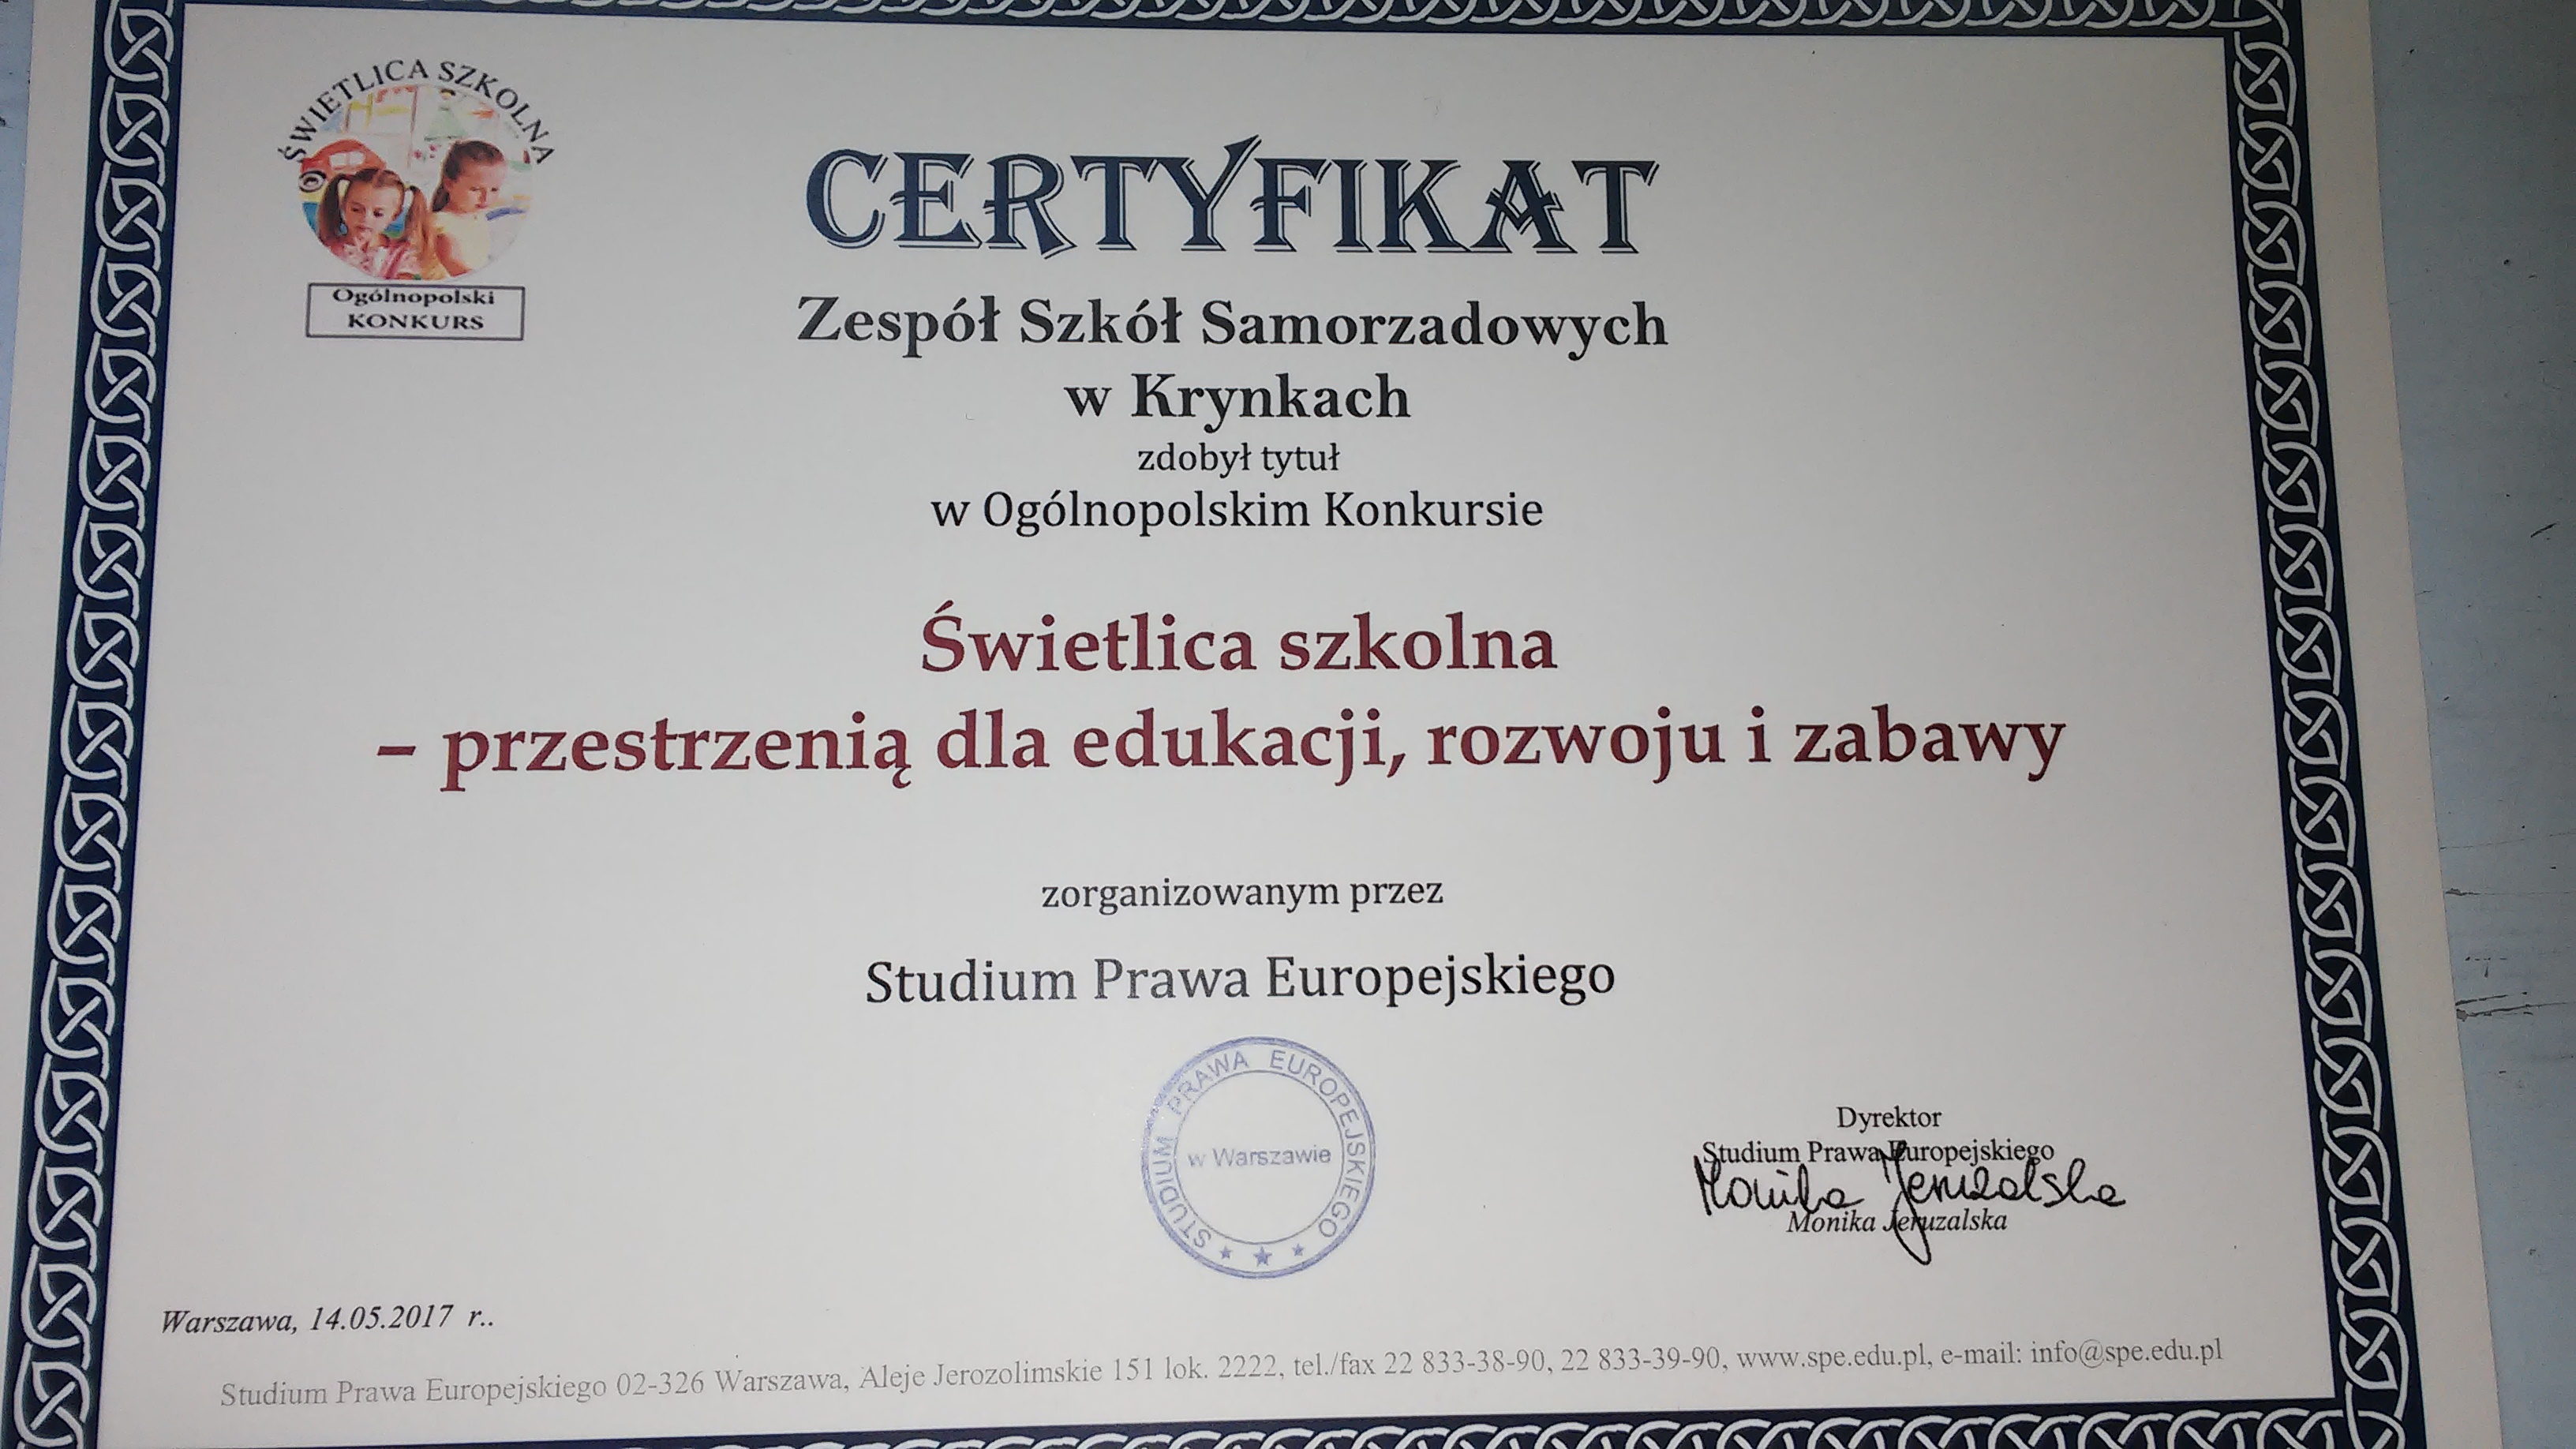 ŚWIETLICA SZKOLNA
Ogólnopolski
KONKURS
CERTYFIKAT
Zespół Szkół Samorzadowych
w Krynkach
zdobył tytuł
w Ogólnopolskim Konkursie
Świetlica szkolna
– przestrzenią dla edukacji, rozwoju i zabawy
zorganizowanym przez
Studium Prawa Europejskiego
STUDIUM PRAWA EUROPEJSKIEGO
w Warszawie
Dyrektor
Studium Prawa Europejskiego
Monika Jeruzalska
Monika Jeruzalska
Warszawa, 14.05.2017 r..
Studium Prawa Europejskiego 02-326 Warszawa, Aleje Jerozolimskie 151 lok. 2222, tel./fax 22 833-38-90, 22 833-39-90, www.spe.edu.pl, e-mail: info@spe.edu.pl